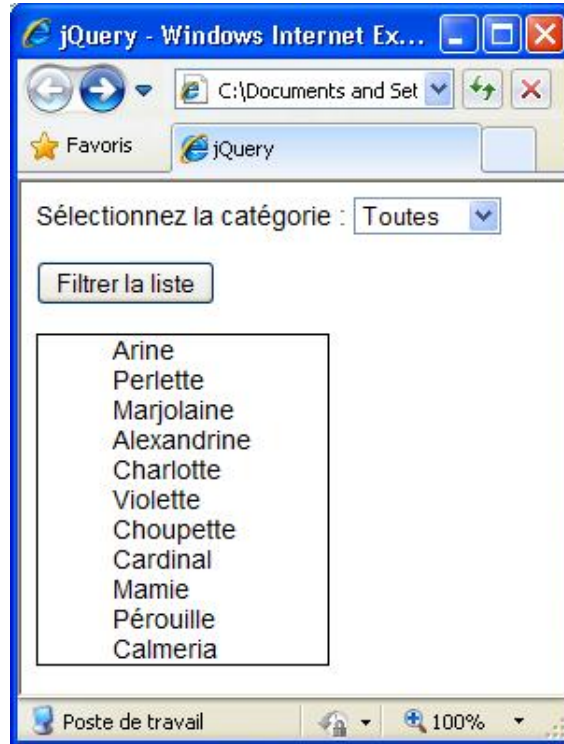 jQuery - Windows Internet Ex...
C:\Documents and Set
Favoris
jQuery
Sélectionnez la catégorie : Toutes
Filtrer la liste
Arine
Perlette
Marjolaine
Alexandrine
Charlotte
Violette
Choupette
Cardinal
Mamie
Pérouille
Calmeria
Poste de travail 100%